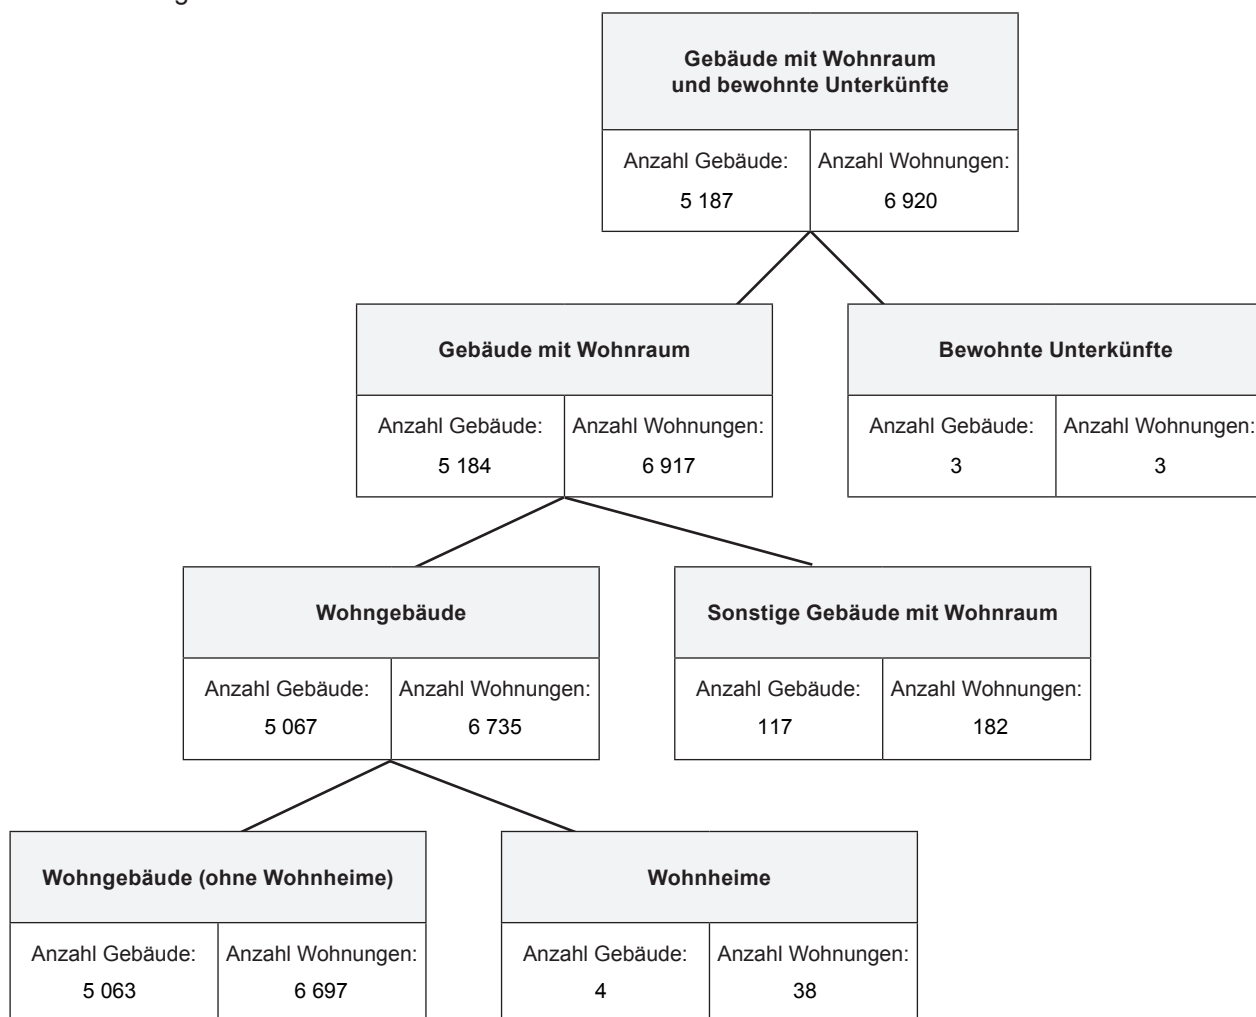 Gebäude mit Wohnraum
und bewohnte Unterkünfte
Anzahl Gebäude: Anzahl Wohnungen:
5 187 6 920
Gebäude mit Wohnraum Bewohnte Unterkünfte
Anzahl Gebäude: Anzahl Wohnungen: Anzahl Gebäude: Anzahl Wohnungen:
5 184 6 917 3 3
Wohngebäude Sonstige Gebäude mit Wohnraum
Anzahl Gebäude: Anzahl Wohnungen: Anzahl Gebäude: Anzahl Wohnungen:
5 067 6 735 117 182
Wohngebäude (ohne Wohnheime) Wohnheime
Anzahl Gebäude: Anzahl Wohnungen: Anzahl Gebäude: Anzahl Wohnungen:
5 063 6 697 4 38